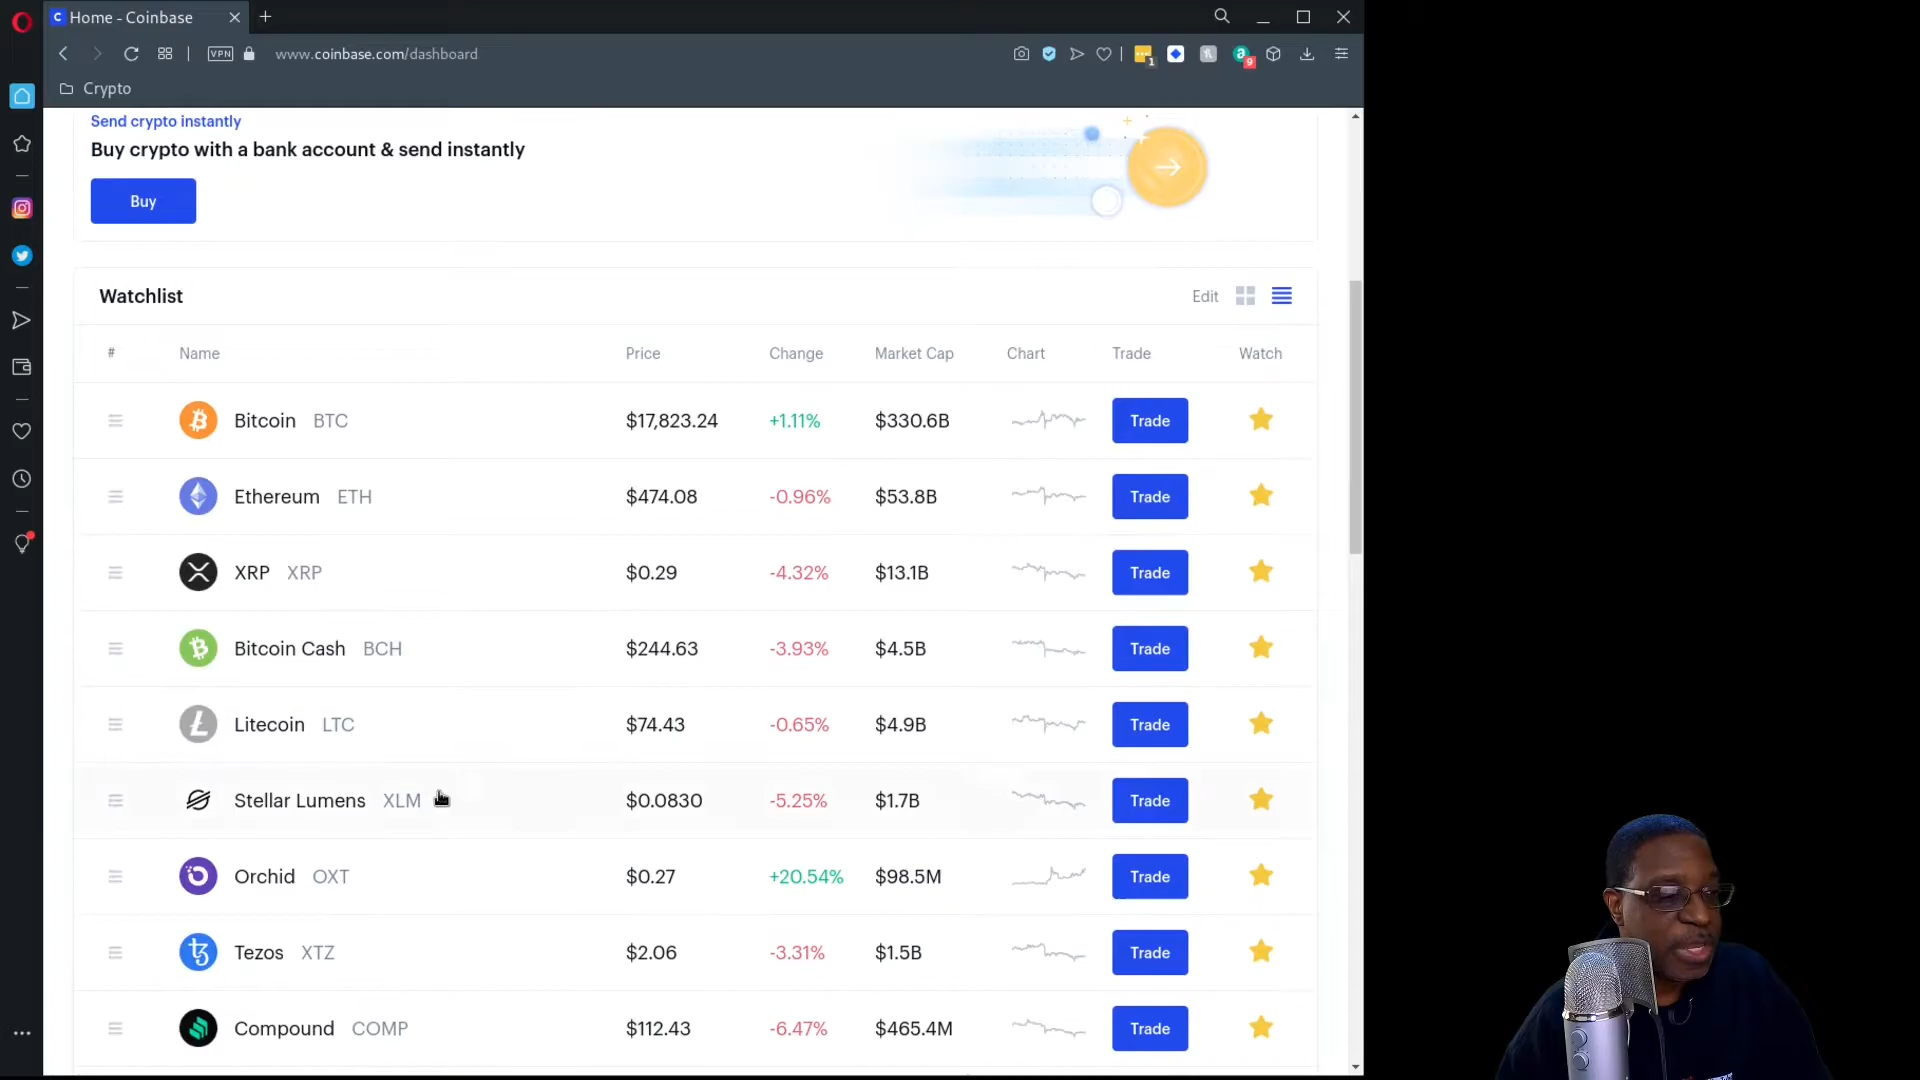 Home - Coinbase
VPN
www.coinbase.com/dashboard
1
9
Crypto
Send crypto instantly
Buy crypto with a bank account & send instantly
Buy
Watchlist
Edit
# Name Price Change Market Cap Chart Trade Watch
Bitcoin BTC $17,823.24 +1.11% $330.6B Trade
Ethereum ETH $474.08 -0.96% $53.8B Trade
XRP XRP $0.29 -4.32% $13.1B Trade
Bitcoin Cash BCH $244.63 -3.93% $4.5B Trade
Litecoin LTC $74.43 -0.65% $4.9B Trade
Stellar Lumens XLM $0.0830 -5.25% $1.7B Trade
Orchid OXT $0.27 +20.54% $98.5M Trade
Tezos XTZ $2.06 -3.31% $1.5B Trade
Compound COMP $112.43 -6.47% $465.4M Trade